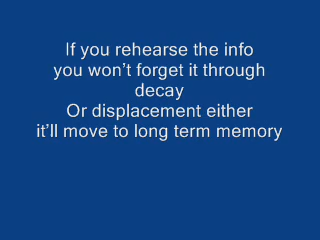 If you rehearse the info
you won’t forget it through
decay
Or displacement either
it’ll move to long term memory